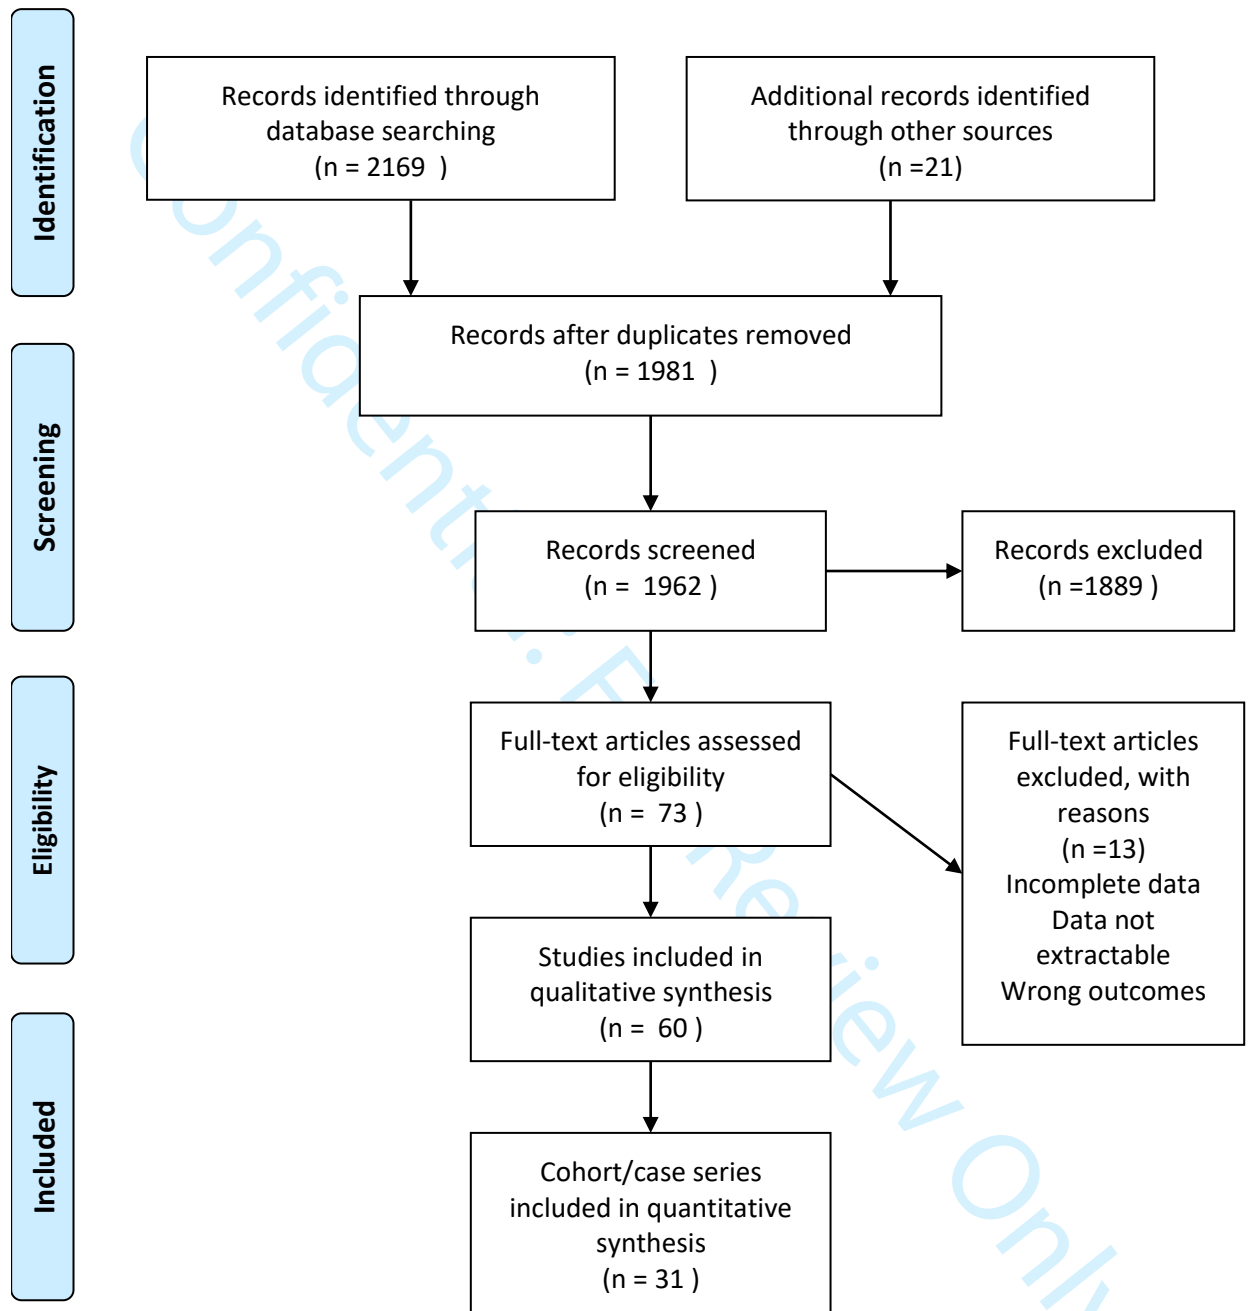 Identification
Records identified through
database searching
(n = 2169 )
Additional records identified
through other sources
(n =21)
Records after duplicates removed
(n = 1981 )
Screening
Records screened
(n = 1962 )
Records excluded
(n =1889 )
Eligibility
Full-text articles assessed
for eligibility
(n = 73 )
Full-text articles
excluded, with
reasons
(n =13)
Incomplete data
Data not
extractable
Wrong outcomes
Studies included in
qualitative synthesis
(n = 60 )
Included
Cohort/case series
included in quantitative
synthesis
(n = 31 )
Confidential: For Review Only